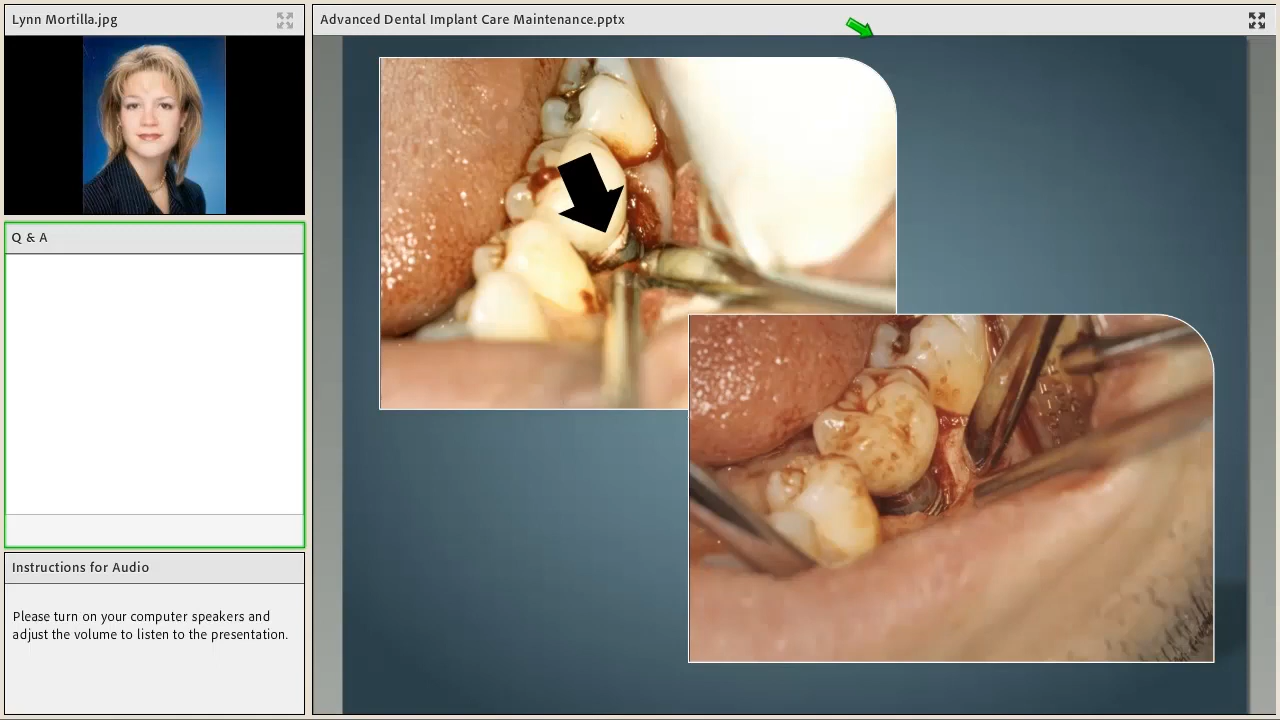 Lynn Mortilla.jpg
Advanced Dental Implant Care Maintenance.pptx
Q & A
Instructions for Audio
Please turn on your computer speakers and
adjust the volume to listen to the presentation.